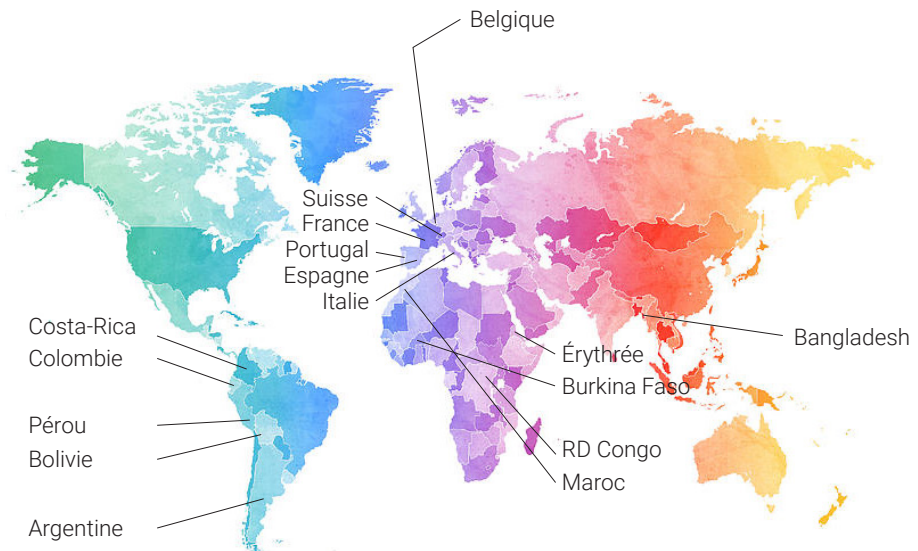 Belgique
Suisse
France
Portugal
Espagne
Italie
Costa-Rica
Colombie
Pérou
Bolivie
Argentine
Bangladesh
Érythrée
Burkina Faso
RD Congo
Maroc